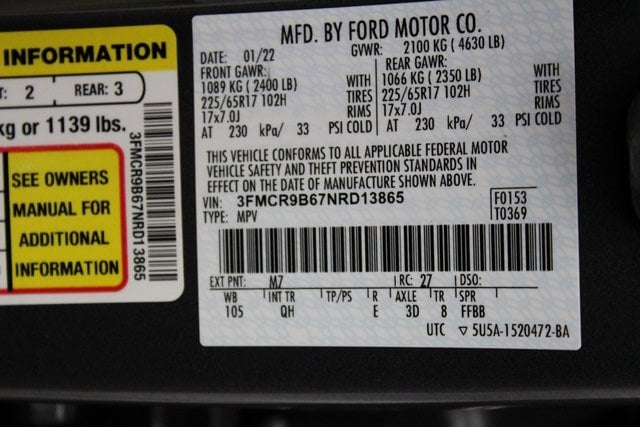 INFORMATION
: 2 REAR: 3
kg or 1139 lbs.
SEE OWNERS
MANUAL FOR
ADDITIONAL
INFORMATION
3FMCR9B67NRD13865
MFD. BY FORD MOTOR CO.
DATE: 01/22 GVWR: 2100 KG ( 4630 LB)
FRONT GAWR: REAR GAWR:
1089 KG ( 2400 LB) WITH 1066 KG ( 2350 LB) WITH
225/65R17 102H TIRES 225/65R17 102H TIRES
17x7.0J RIMS 17x7.0J RIMS
AT 230 kPa/ 33 PSI COLD AT 230 kPa/ 33 PSI COLD
THIS VEHICLE CONFORMS TO ALL APPLICABLE FEDERAL MOTOR
VEHICLE SAFETY AND THEFT PREVENTION STANDARDS IN
EFFECT ON THE DATE OF MANUFACTURE SHOWN ABOVE.
VIN: 3FMCR9B67NRD13865 F0153
TYPE: MPV T0369
EXT PNT: M7 RC: 27 DSO:
WB INT TR TP/PS R AXLE TR SPR
105 QH E 3D 8 FFBB
UTC ▽ 5U5A-1520472-BA